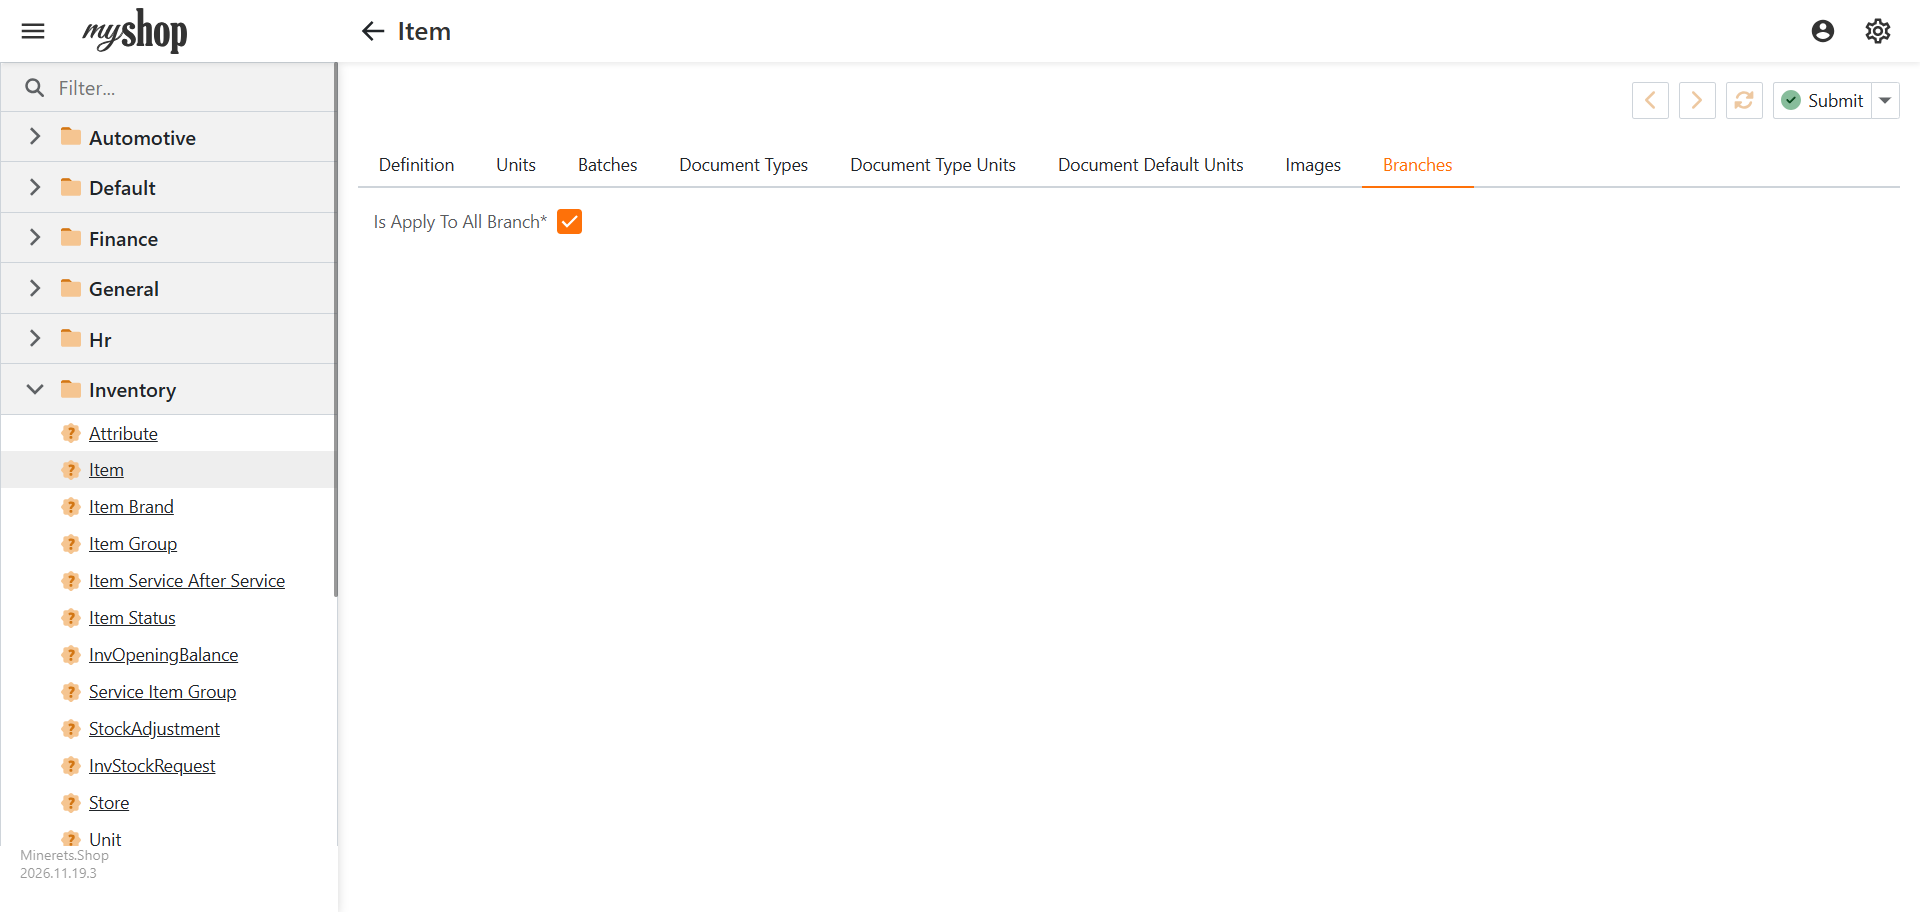 myshop
Item
Filter...
Submit
Automotive
Default
Finance
General
Hr
Inventory
Attribute
Item
Item Brand
Item Group
Item Service After Service
Item Status
InvOpeningBalance
Service Item Group
StockAdjustment
InvStockRequest
Store
Unit
Minerets.Shop
2026.11.19.3
Definition Units Batches Document Types Document Type Units Document Default Units Images Branches
Is Apply To All Branch*